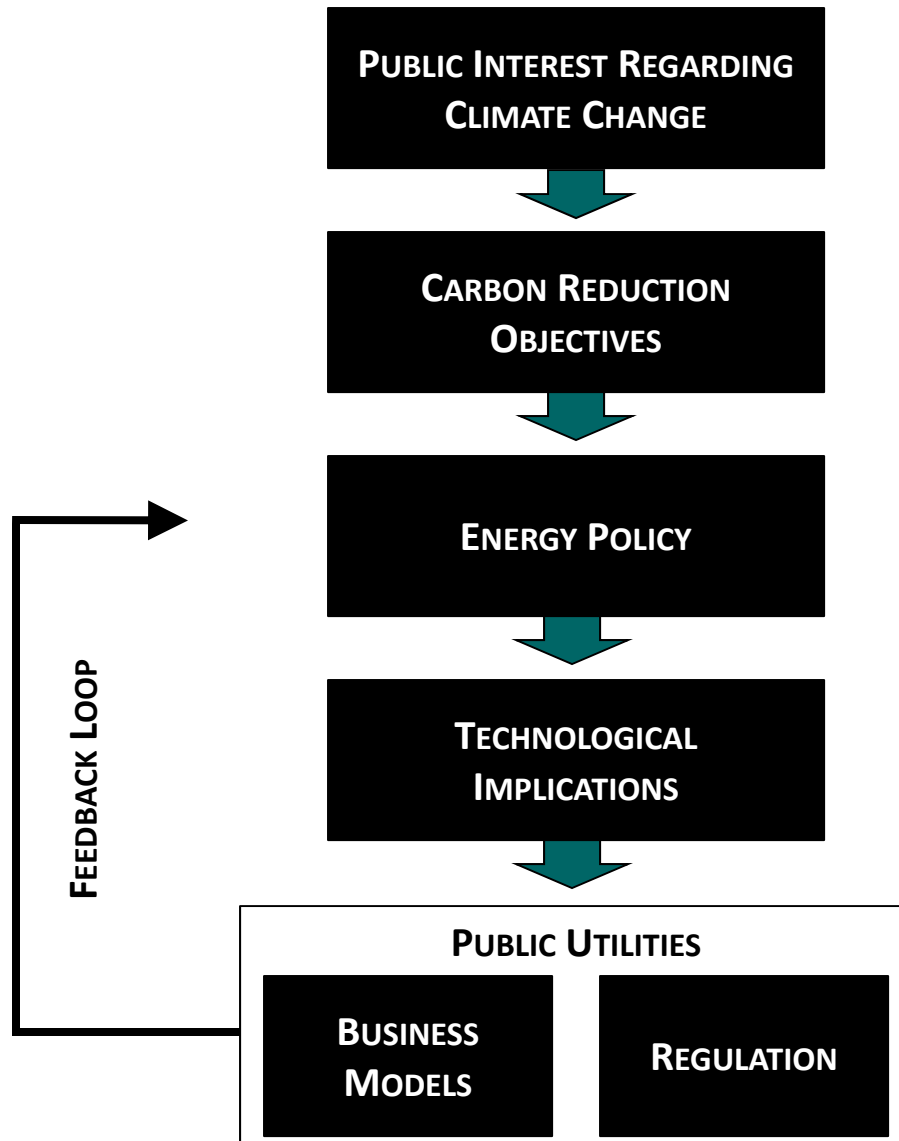 Public Interest Regarding
Climate Change
Carbon Reduction
Objectives
Energy Policy
Technological
Implications
Feedback Loop
Public Utilities
Business
Models
Regulation